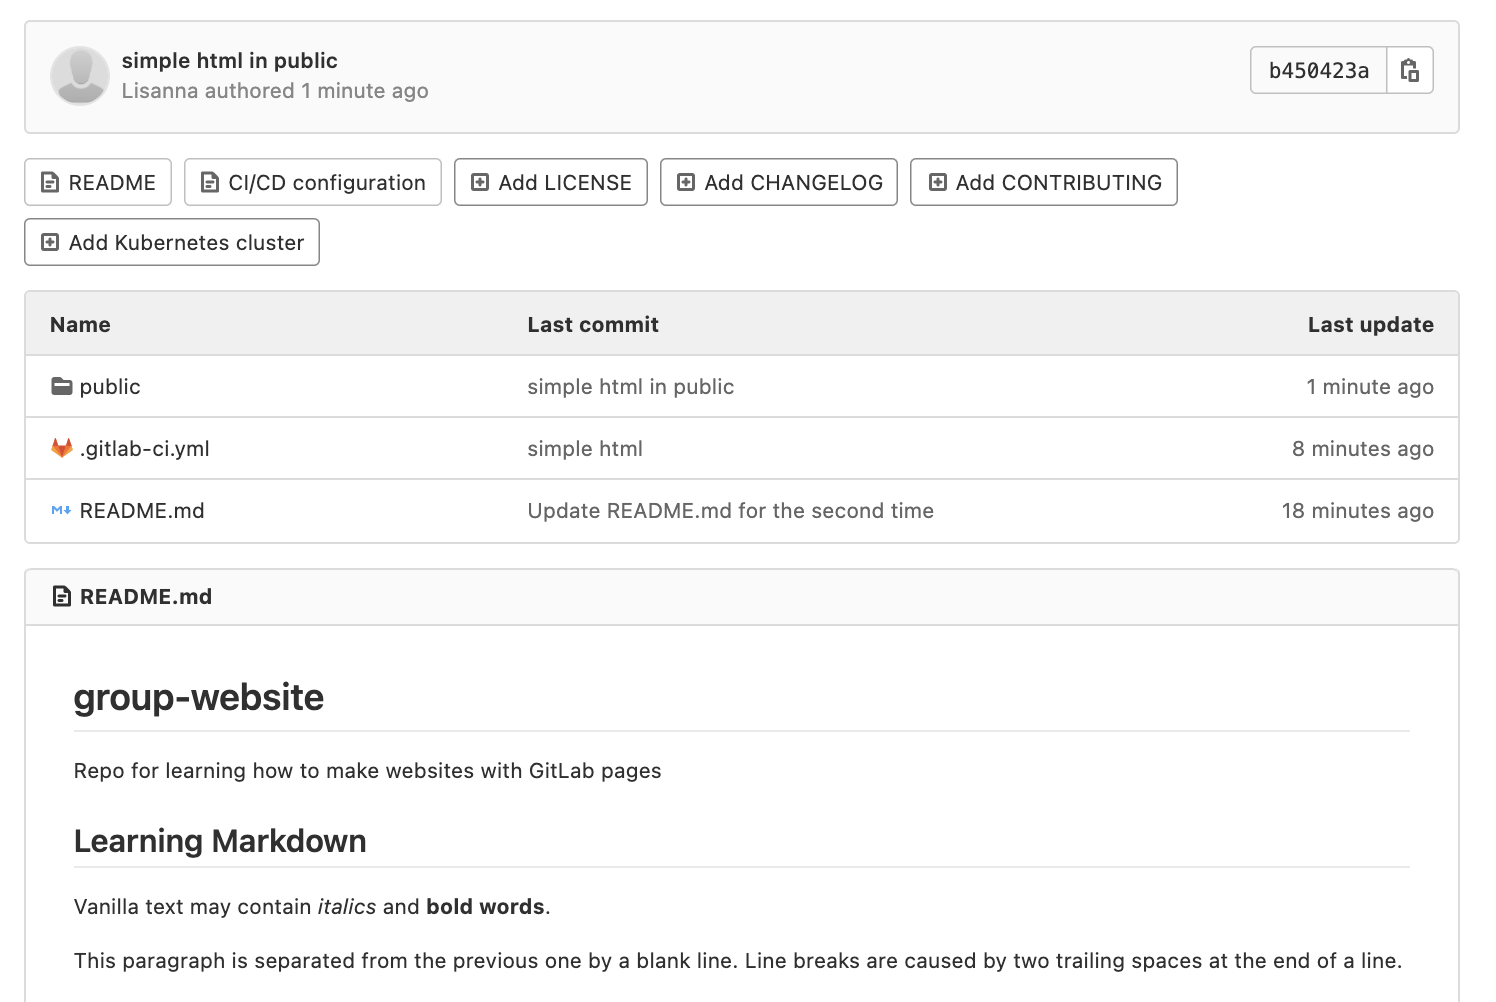 simple html in public
Lisanna authored 1 minute ago
b450423a
README
CI/CD configuration
Add LICENSE
Add CHANGELOG
Add CONTRIBUTING
Add Kubernetes cluster
Name Last commit Last update
public simple html in public 1 minute ago
.gitlab-ci.yml simple html 8 minutes ago
M↓ README.md Update README.md for the second time 18 minutes ago
README.md
group-website
Repo for learning how to make websites with GitLab pages
Learning Markdown
Vanilla text may contain italics and bold words.
This paragraph is separated from the previous one by a blank line. Line breaks are caused by two trailing spaces at the end of a line.